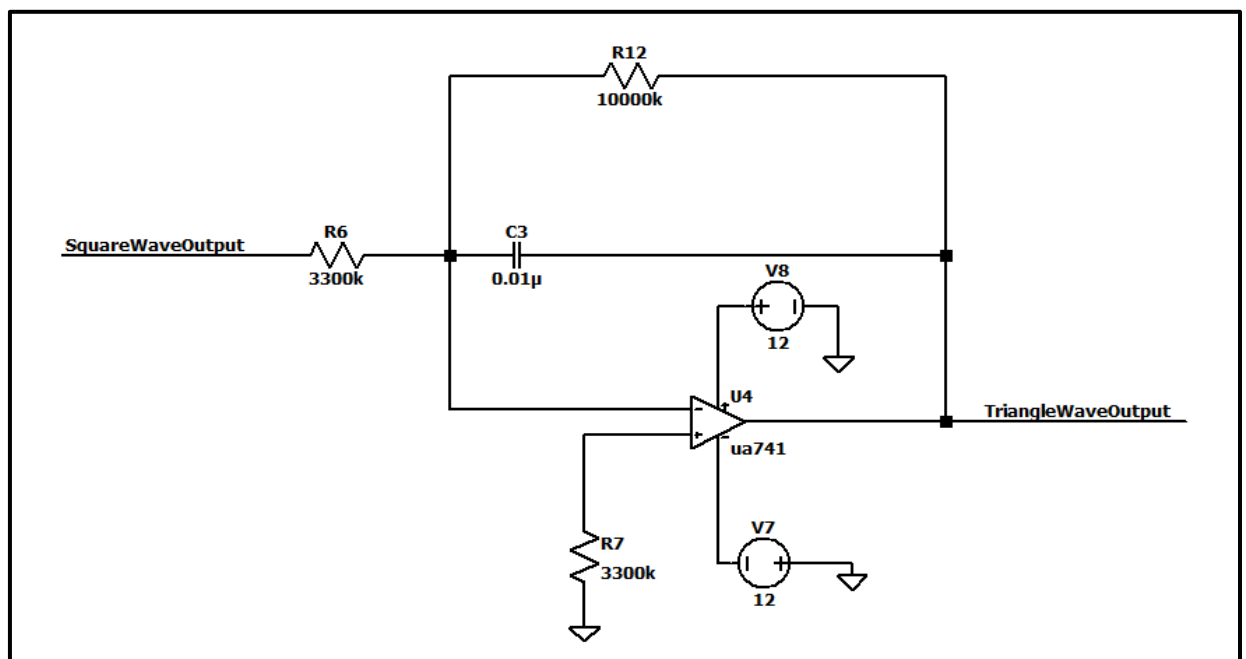 R12
10000k
SquareWaveOutput
R6
3300k
C3
0.01µ
V8
12
U4
ua741
TriangleWaveOutput
R7
3300k
V7
12